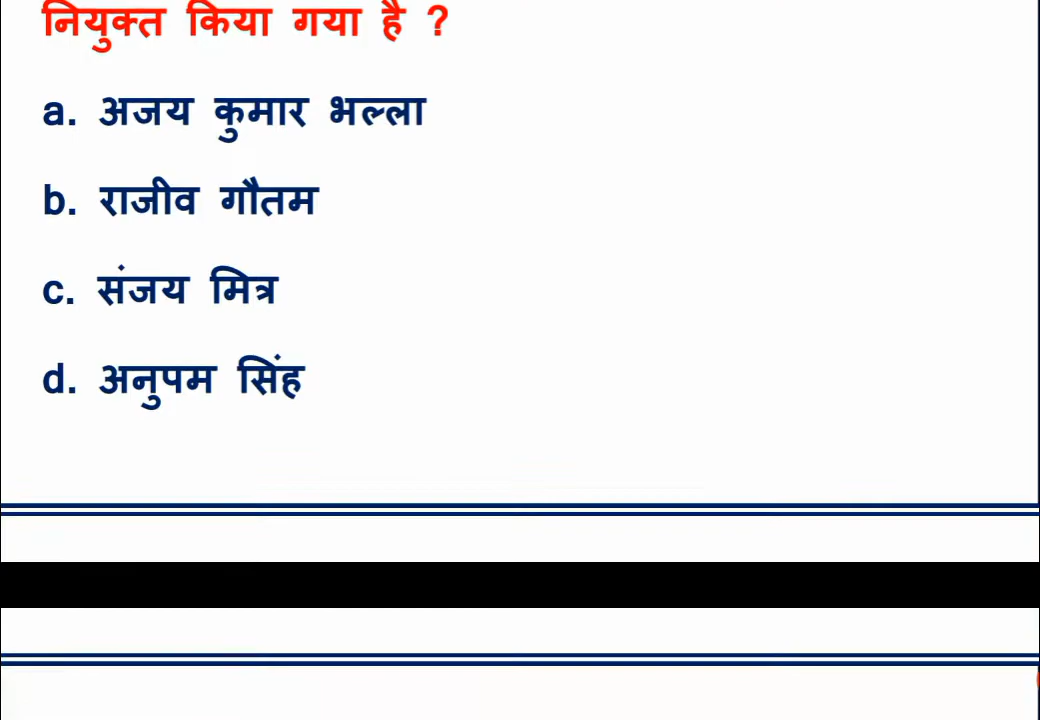 नियुक्त किया गया है ?
a. अजय कुमार भल्ला
b. राजीव गौतम
c. संजय मित्र
d. अनुपम सिंह